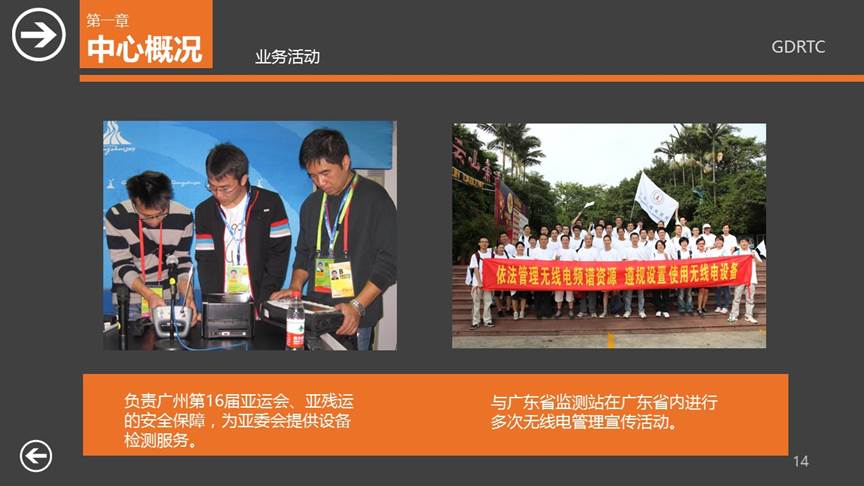 第一章
中心概况
业务活动
GDRTC
依法管理无线电频谱资源 遵规设置使用无线电设备
负责广州第16届亚运会、亚残运
的安全保障，为亚委会提供设备
检测服务。
与广东省监测站在广东省内进行
多次无线电管理宣传活动。
14